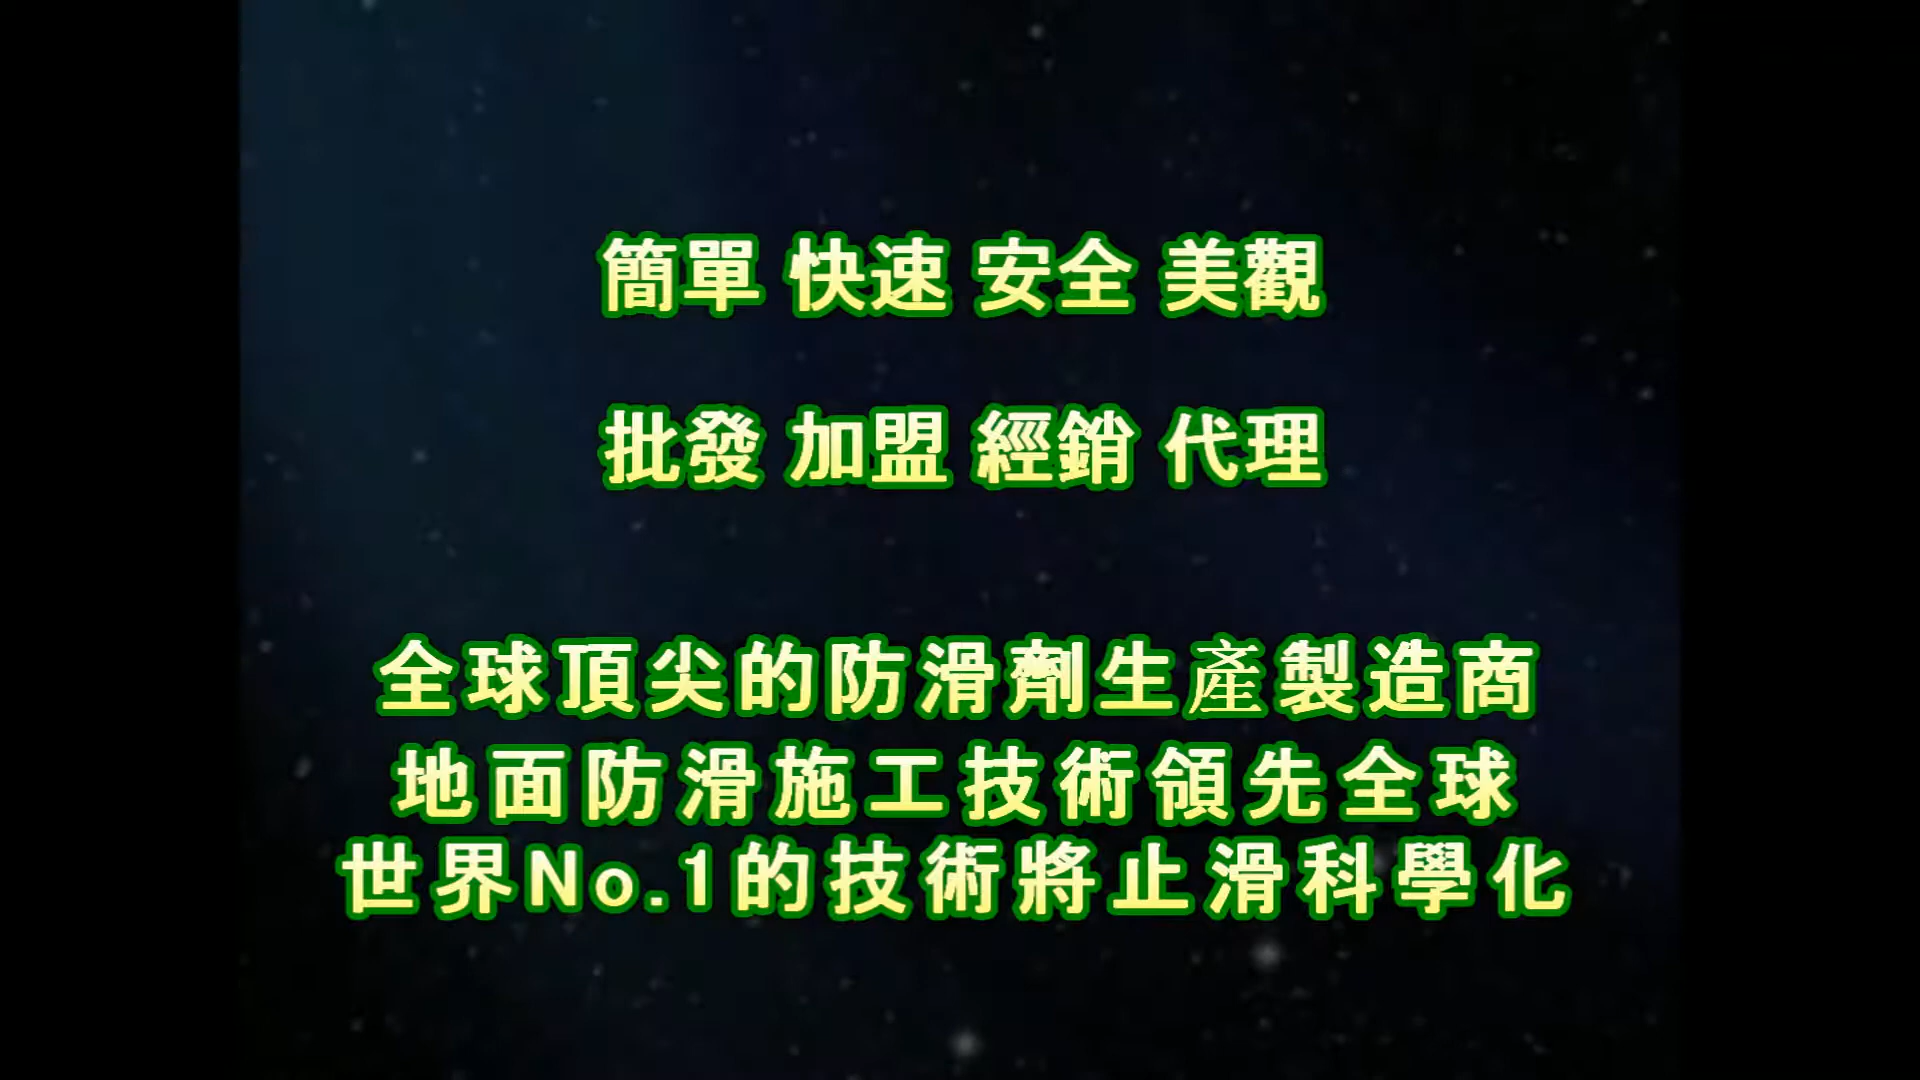 簡單 快速 安全 美觀
批發 加盟 經銷 代理
全球頂尖的防滑劑生產製造商
地面防滑施工技術領先全球
世界No.1的技術將止滑科學化